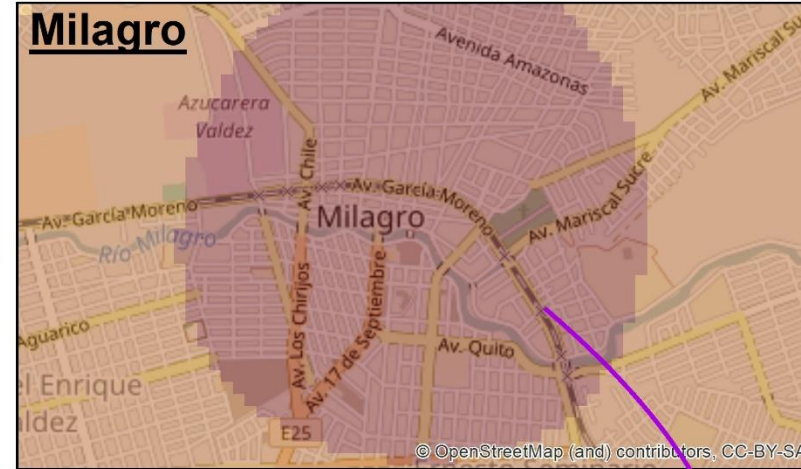 Milagro
Avenida Amazonas
Av. Mariscal Su
Azucarera
Valdez
Av. Chile
Av. García Moreno
Av. García Moreno
Milagro
Av. Mariscal Sucre
Río Milagro
Av. Los Chirijos
Av. 17 de Septiembre
Aguarico
Av. Quito
el Enrique
aldez
E25
© OpenStreetMap (and) contributors, CC-BY-SA